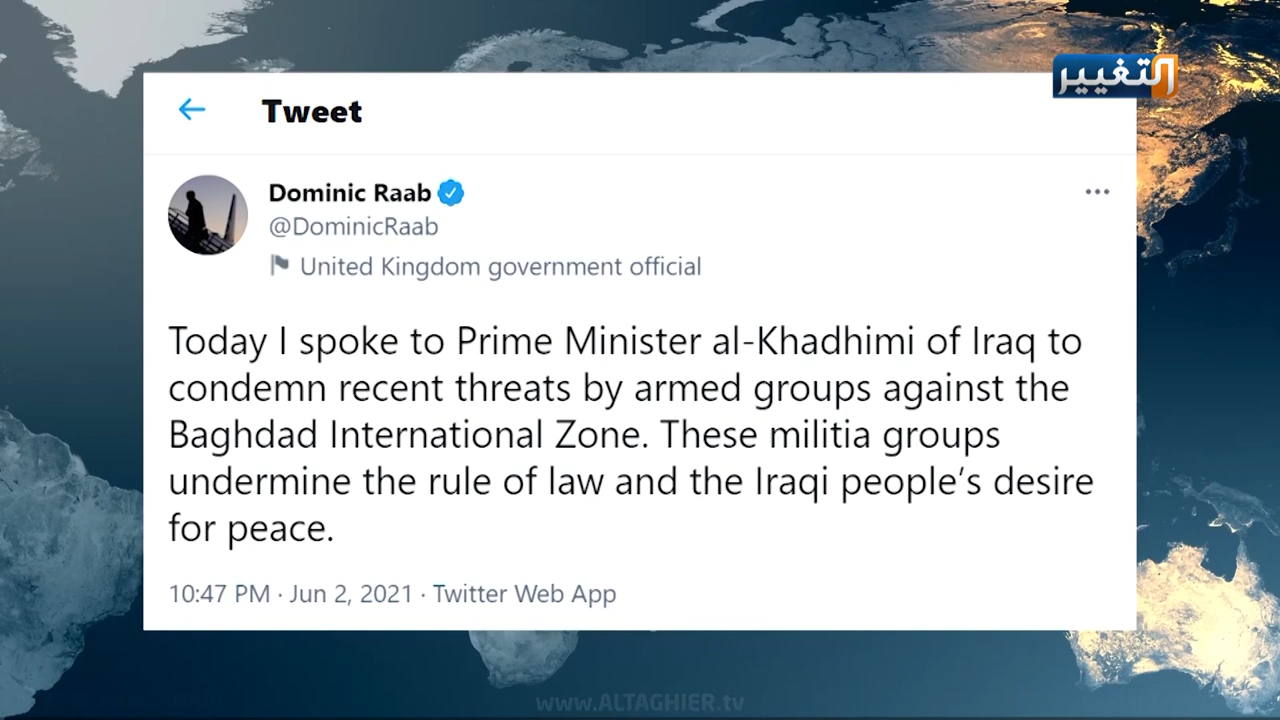 التغيير
Tweet
Dominic Raab
@DominicRaab
United Kingdom government official
Today I spoke to Prime Minister al-Khadhimi of Iraq to
condemn recent threats by armed groups against the
Baghdad International Zone. These militia groups
undermine the rule of law and the Iraqi people’s desire
for peace.
10:47 PM · Jun 2, 2021 · Twitter Web App
www.ALTAGHIER.tv